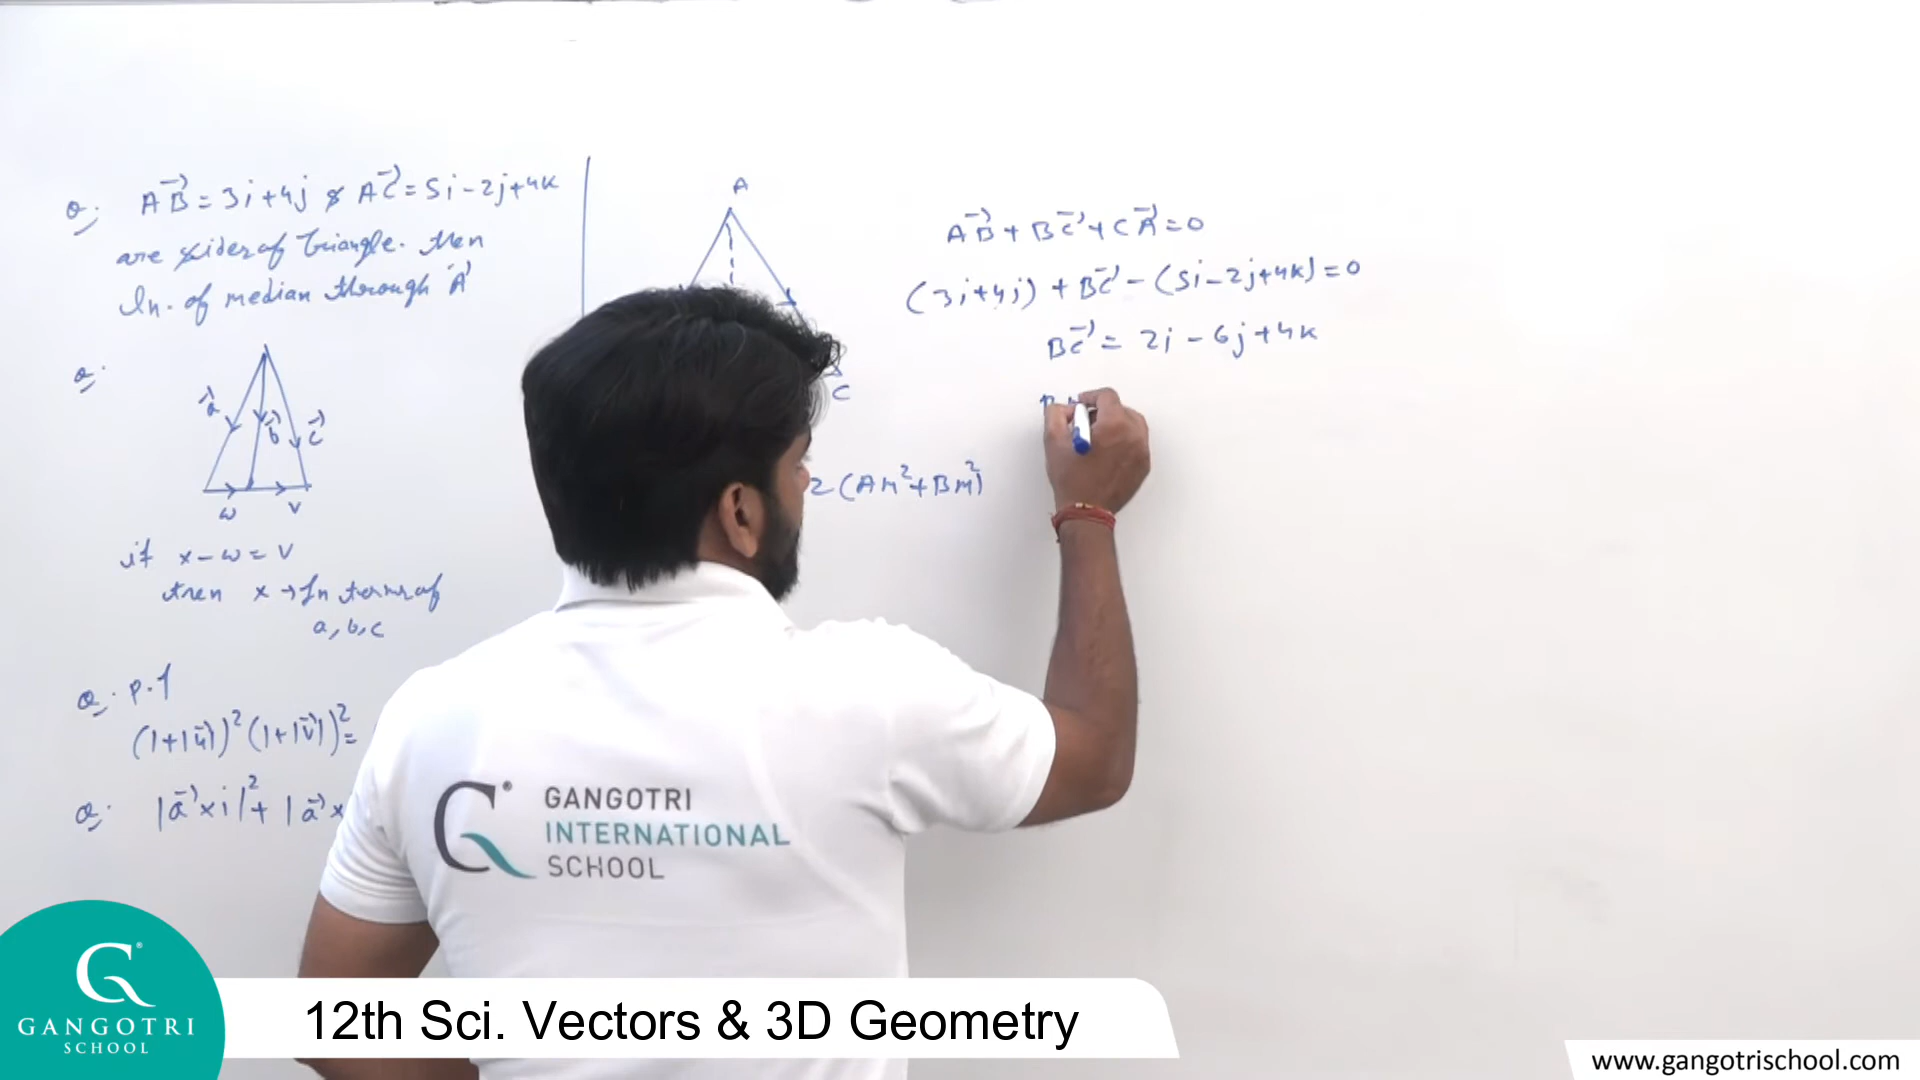 Q. AB = 3i+4j & AC = 5i-2j+4k
are sides of triangle. then
ln. of median through 'A'
Q.
a
b
c
w v
if x - w = v
then x → In terms of
a, b, c
Q. P.T
(1+|u|)² (1+|v|)² =
Q. |a × i|² + |a ×
A
C
2(AM²+BM²)
AB + BC + CA = 0
(3i+4j) + BC - (5i-2j+4k) = 0
BC = 2i - 6j + 4k
GANGOTRI
INTERNATIONAL
SCHOOL
GANGOTRI
SCHOOL
12th Sci. Vectors & 3D Geometry
www.gangotrischool.com